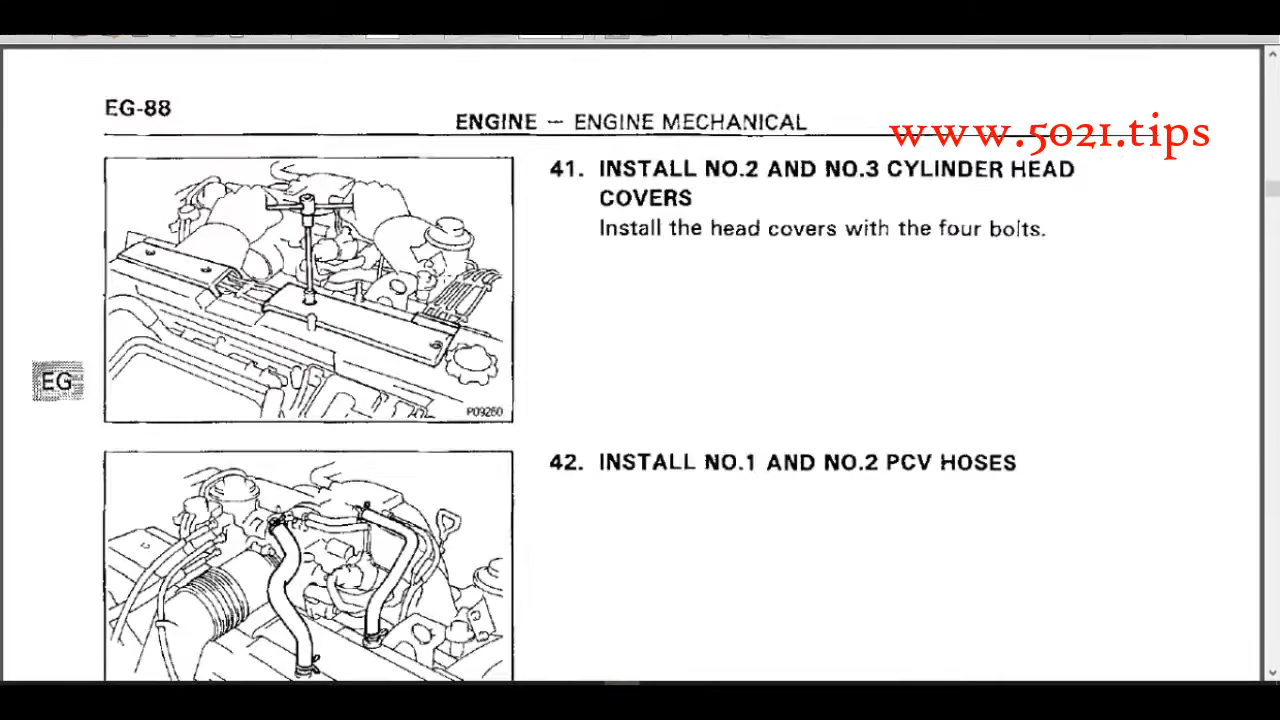 EG-88
ENGINE — ENGINE MECHANICAL
www.5021.tips
41. INSTALL NO.2 AND NO.3 CYLINDER HEAD
COVERS
Install the head covers with the four bolts.
P09260
EG
42. INSTALL NO.1 AND NO.2 PCV HOSES